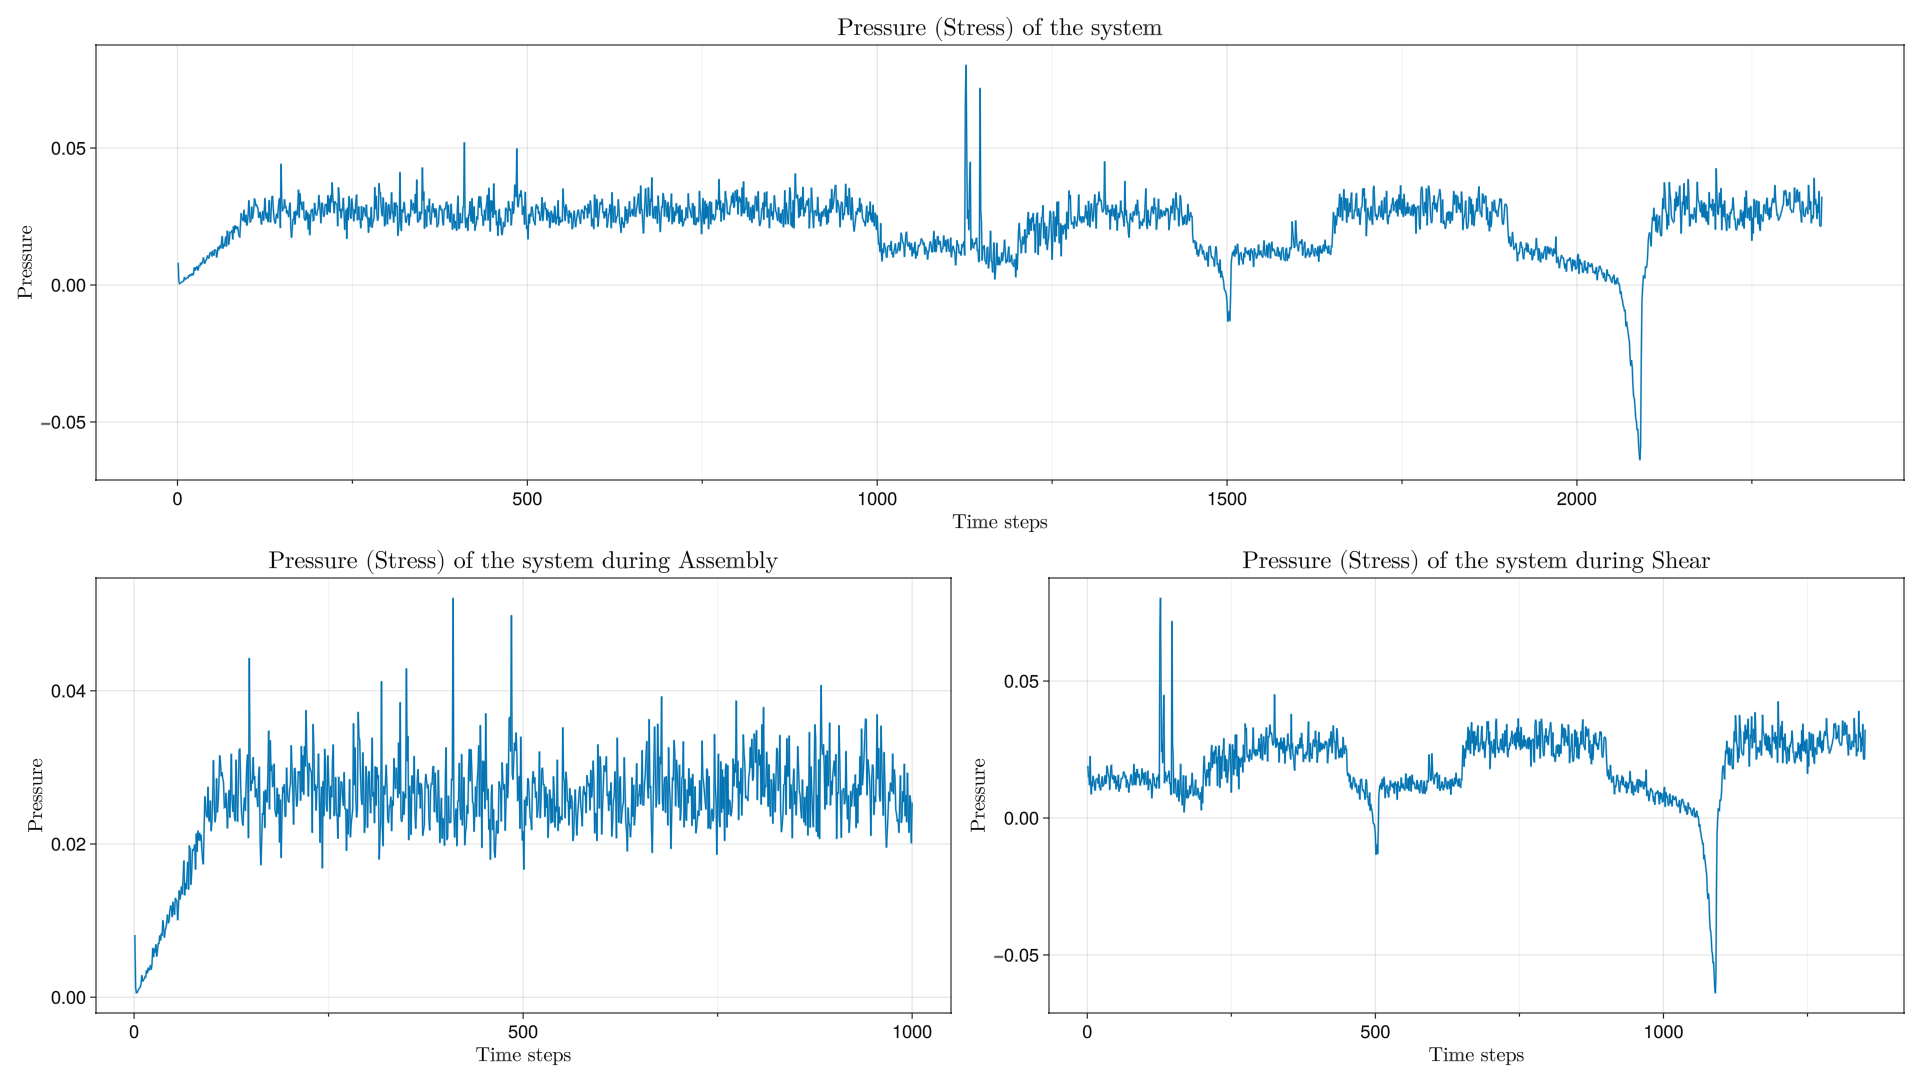 Pressure (Stress) of the system
Pressure
0.05
0.00
−0.05
0 500 1000 1500 2000
Time steps
Pressure (Stress) of the system during Assembly
Pressure
0.04
0.02
0.00
0 500 1000
Time steps
Pressure (Stress) of the system during Shear
Pressure
0.05
0.00
−0.05
0 500 1000
Time steps